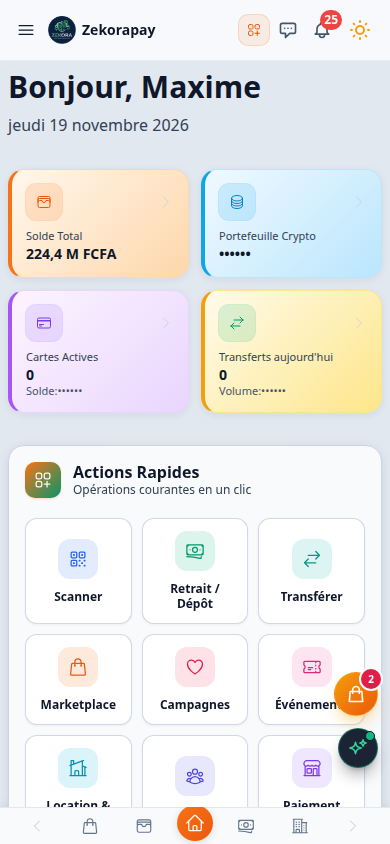 Zekorapay
25
Bonjour, Maxime
jeudi 19 novembre 2026
Solde Total
224,4 M FCFA
Portefeuille Crypto
••••••
Cartes Actives
0
Solde:••••••
Transferts aujourd'hui
0
Volume:••••••
Actions Rapides
Opérations courantes en un clic
Scanner
Retrait /
Dépôt
Transférer
Marketplace
Campagnes
2
Location &
Paiement